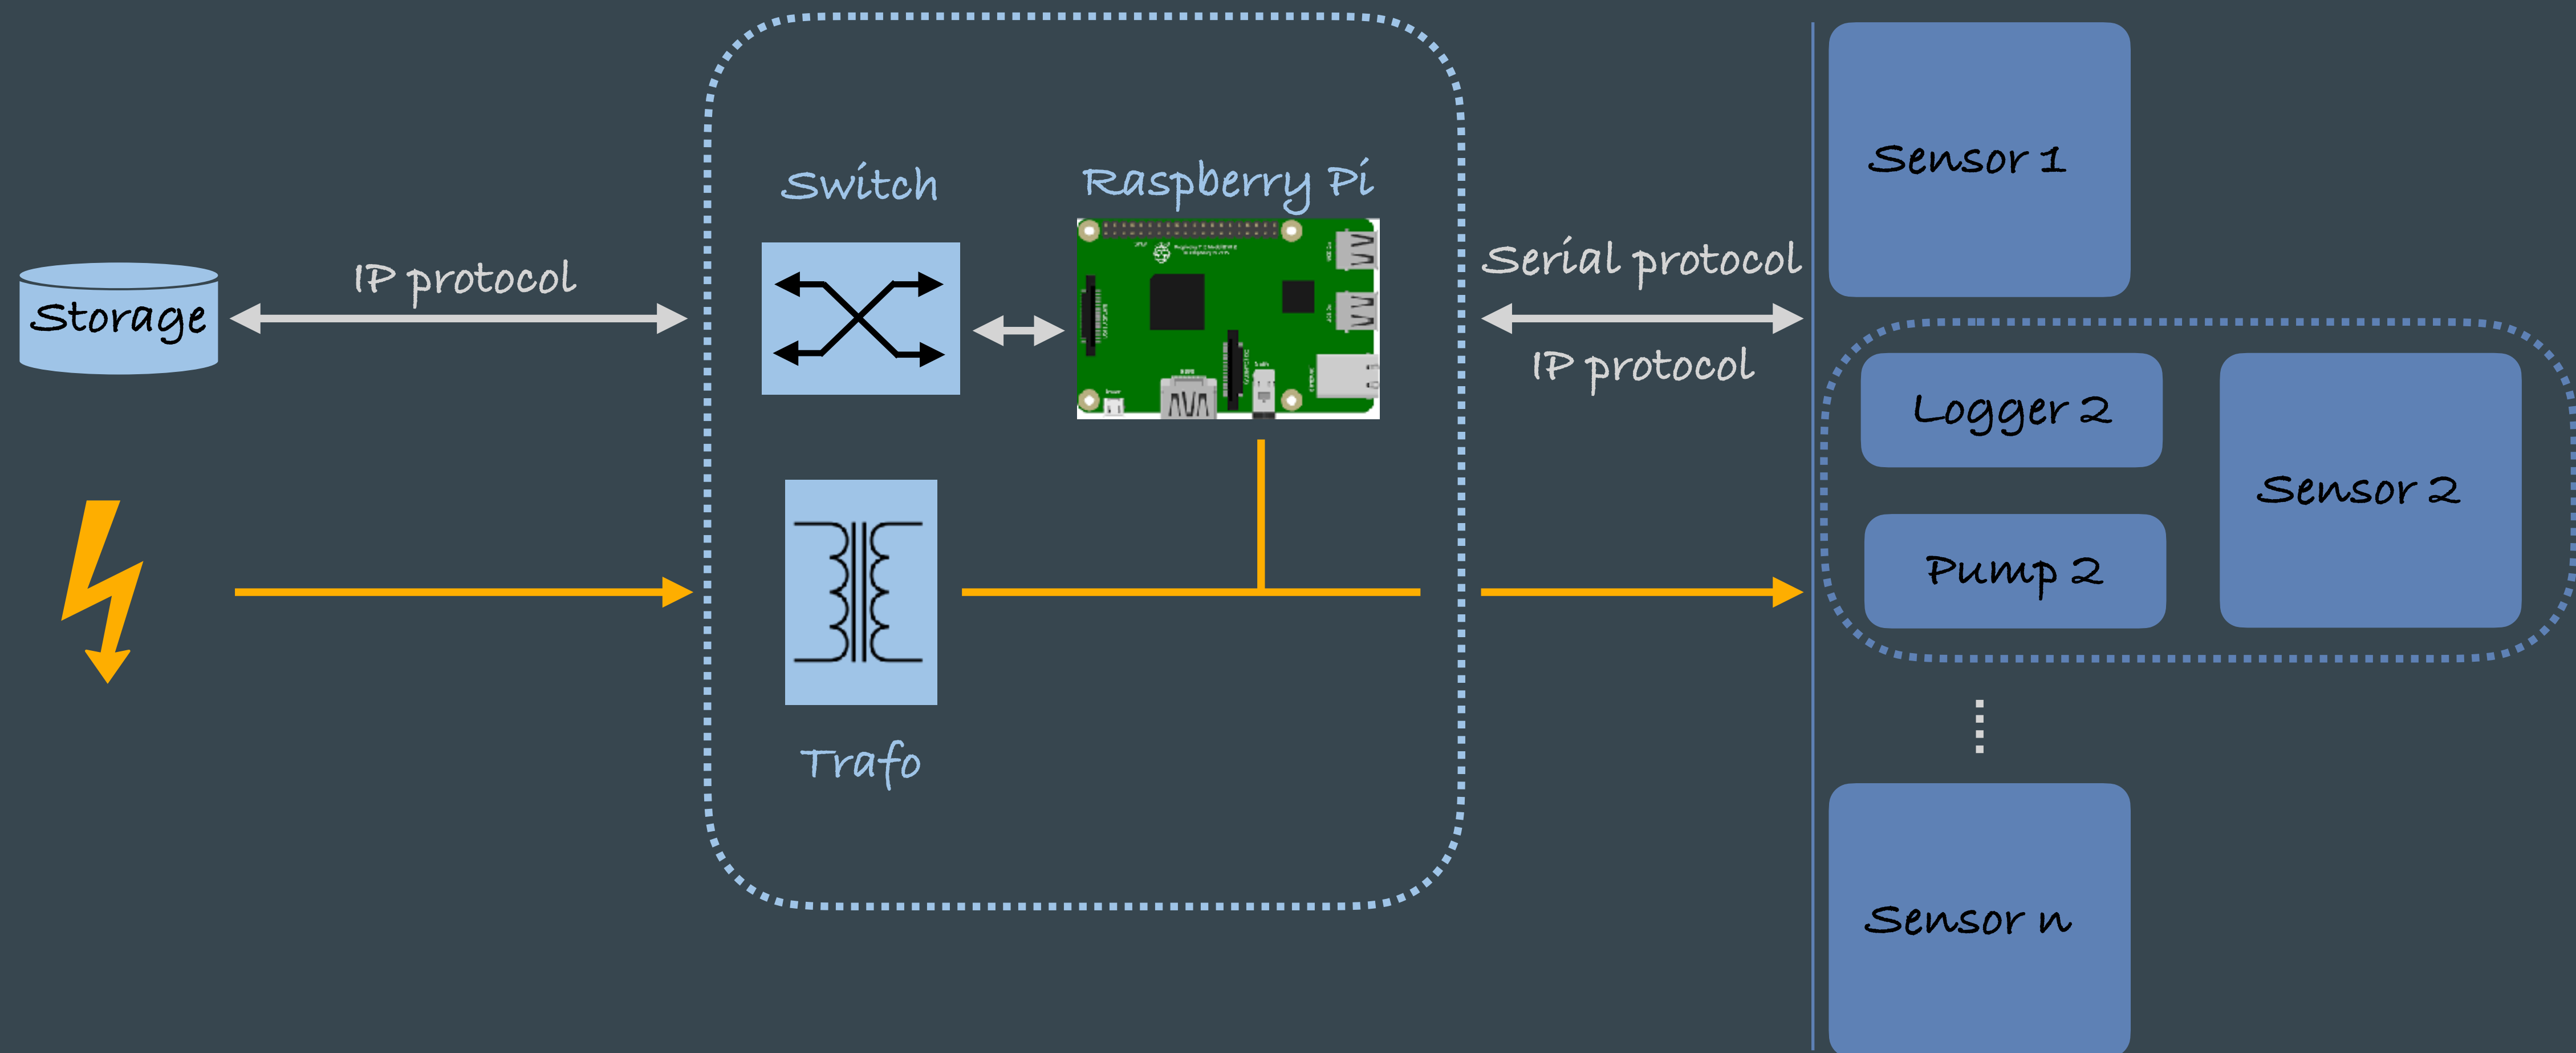 Storage
IP protocol
Switch
Raspberry Pi
Trafo
Serial protocol
IP protocol
Sensor 1
Logger 2
Pump 2
Sensor 2
Sensor n